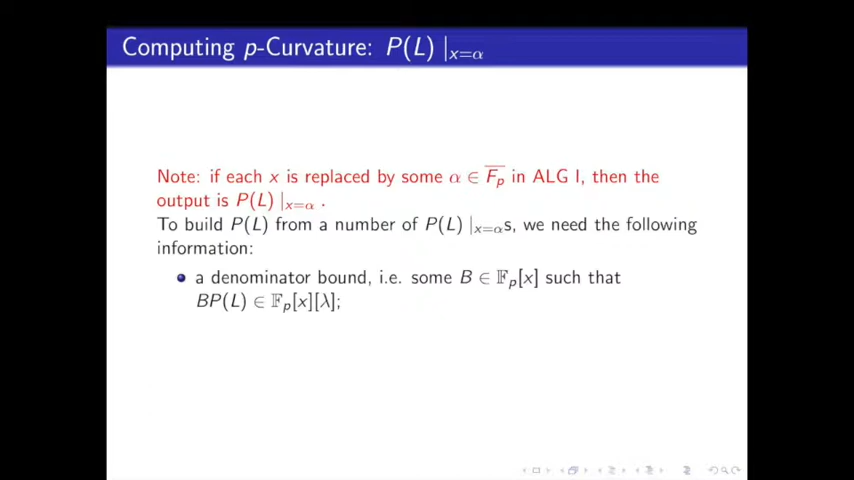 Computing p-Curvature: P(L) |ₓ₌α
Note: if each x is replaced by some α ∈ F̅ₚ in ALG I, then the
output is P(L) |ₓ₌α .
To build P(L) from a number of P(L) |ₓ₌αs, we need the following
information:
a denominator bound, i.e. some B ∈ 𝔽ₚ[x] such that
BP(L) ∈ 𝔽ₚ[x][λ];